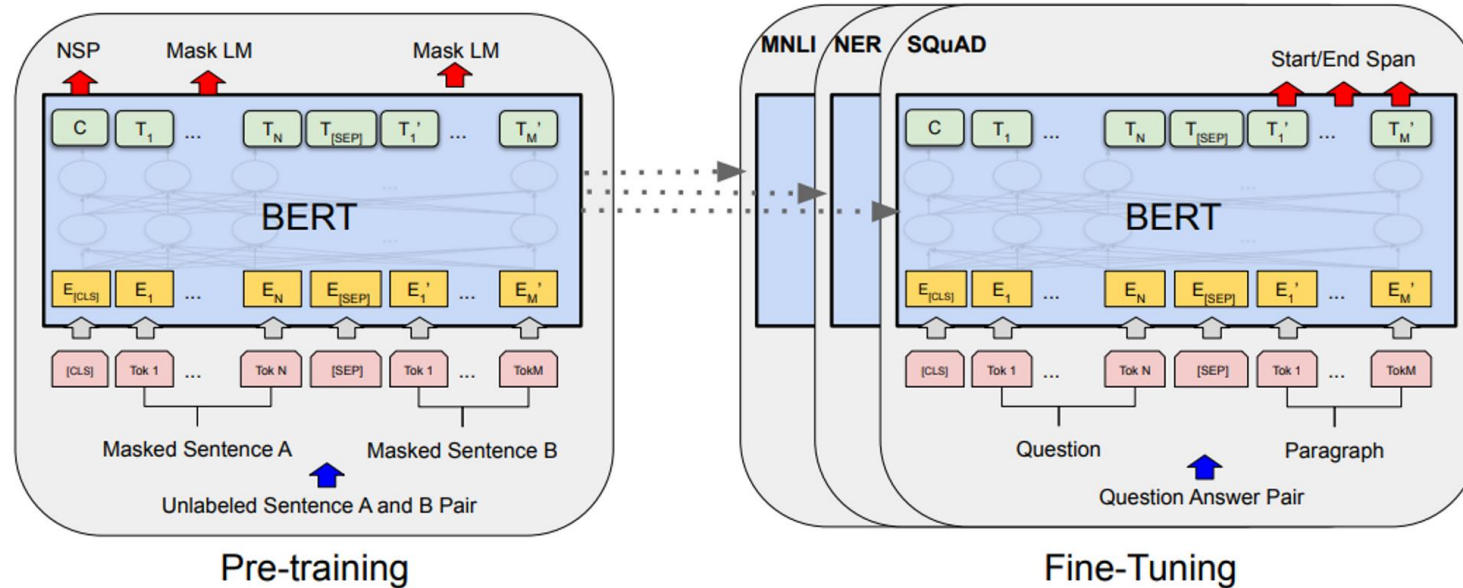 NSP Mask LM Mask LM
C T1 ... TN T[SEP] T1’ ... TM’
... 
BERT
...
E[CLS] E1 ... EN E[SEP] E1’ ... EM’
[CLS] Tok 1 ... Tok N [SEP] Tok 1 ... TokM
Masked Sentence A Masked Sentence B
Unlabeled Sentence A and B Pair
Pre-training
MNLI NER SQuAD
Start/End Span
C T1 ... TN T[SEP] T1’ ... TM’
...
BERT
...
E[CLS] E1 ... EN E[SEP] E1’ ... EM’
[CLS] Tok 1 ... Tok N [SEP] Tok 1 ... TokM
Question Paragraph
Question Answer Pair
Fine-Tuning